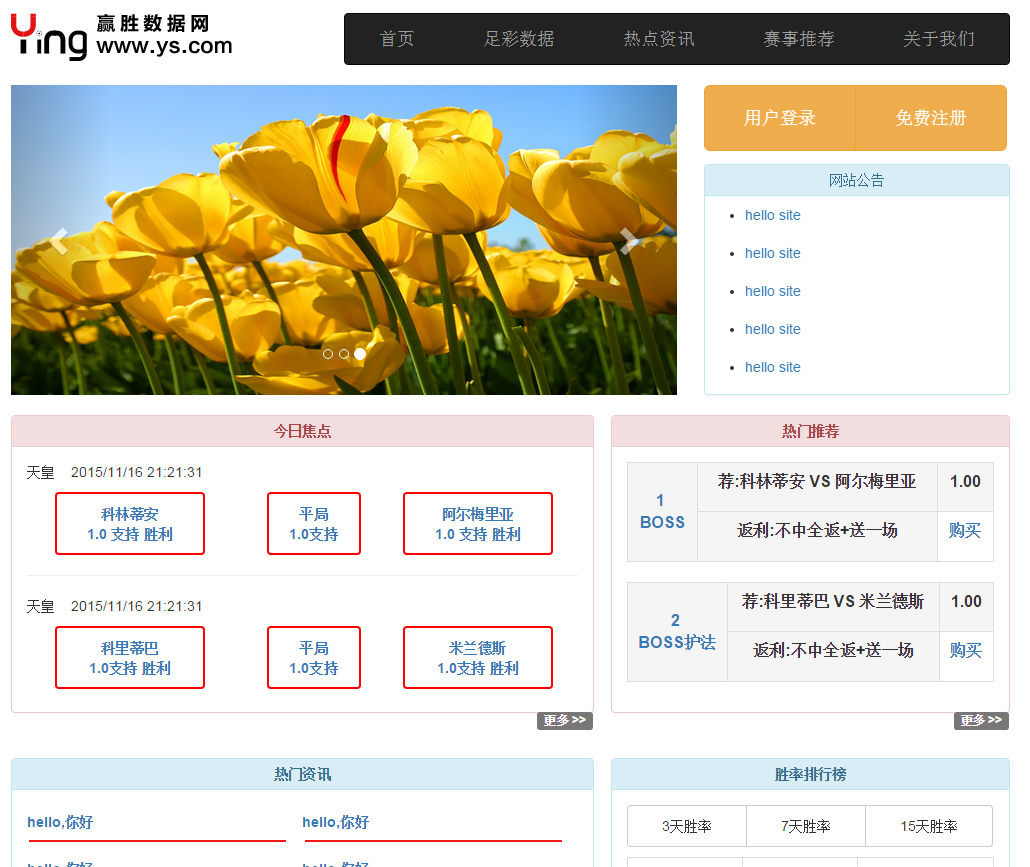 Ying
赢胜数据网
www.ys.com
首页 足彩数据 热点资讯 赛事推荐 关于我们
用户登录 免费注册
网站公告
hello site
hello site
hello site
hello site
hello site
今日焦点
天皇 2015/11/16 21:21:31
科林蒂安 平局 阿尔梅里亚
1.0 支持 胜利 1.0支持 1.0 支持 胜利
天皇 2015/11/16 21:21:31
科里蒂巴 平局 米兰德斯
1.0支持 胜利 1.0支持 1.0支持 胜利
更多 >>
热门推荐
1
BOSS
荐:科林蒂安 VS 阿尔梅里亚 1.00
返利:不中全返+送一场 购买
2
BOSS护法
荐:科里蒂巴 VS 米兰德斯 1.00
返利:不中全返+送一场 购买
更多 >>
热门资讯
hello,你好 hello,你好
hello,你好 hello,你好
胜率排行榜
3天胜率 7天胜率 15天胜率